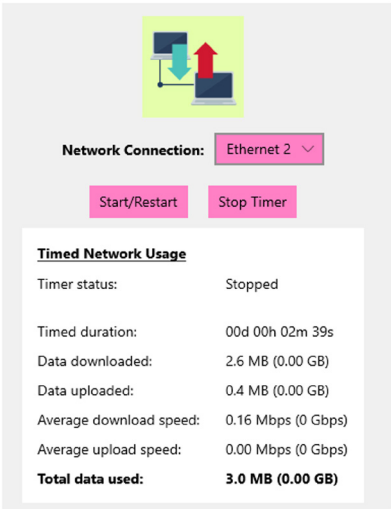 Network Connection: Ethernet 2
Start/Restart Stop Timer
Timed Network Usage
Timer status: Stopped
Timed duration: 00d 00h 02m 39s
Data downloaded: 2.6 MB (0.00 GB)
Data uploaded: 0.4 MB (0.00 GB)
Average download speed: 0.16 Mbps (0 Gbps)
Average upload speed: 0.00 Mbps (0 Gbps)
Total data used: 3.0 MB (0.00 GB)